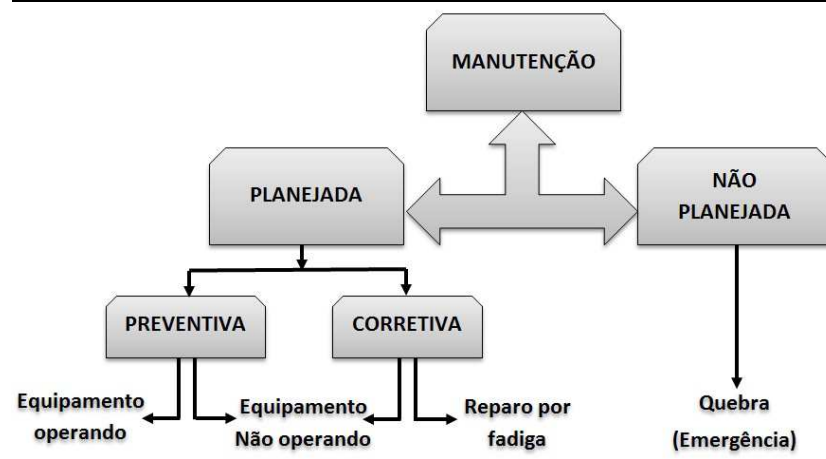 MANUTENÇÃO
PLANEJADA
NÃO
PLANEJADA
PREVENTIVA
CORRETIVA
Equipamento
operando
Equipamento
Não operando
Reparo por
fadiga
Quebra
(Emergência)